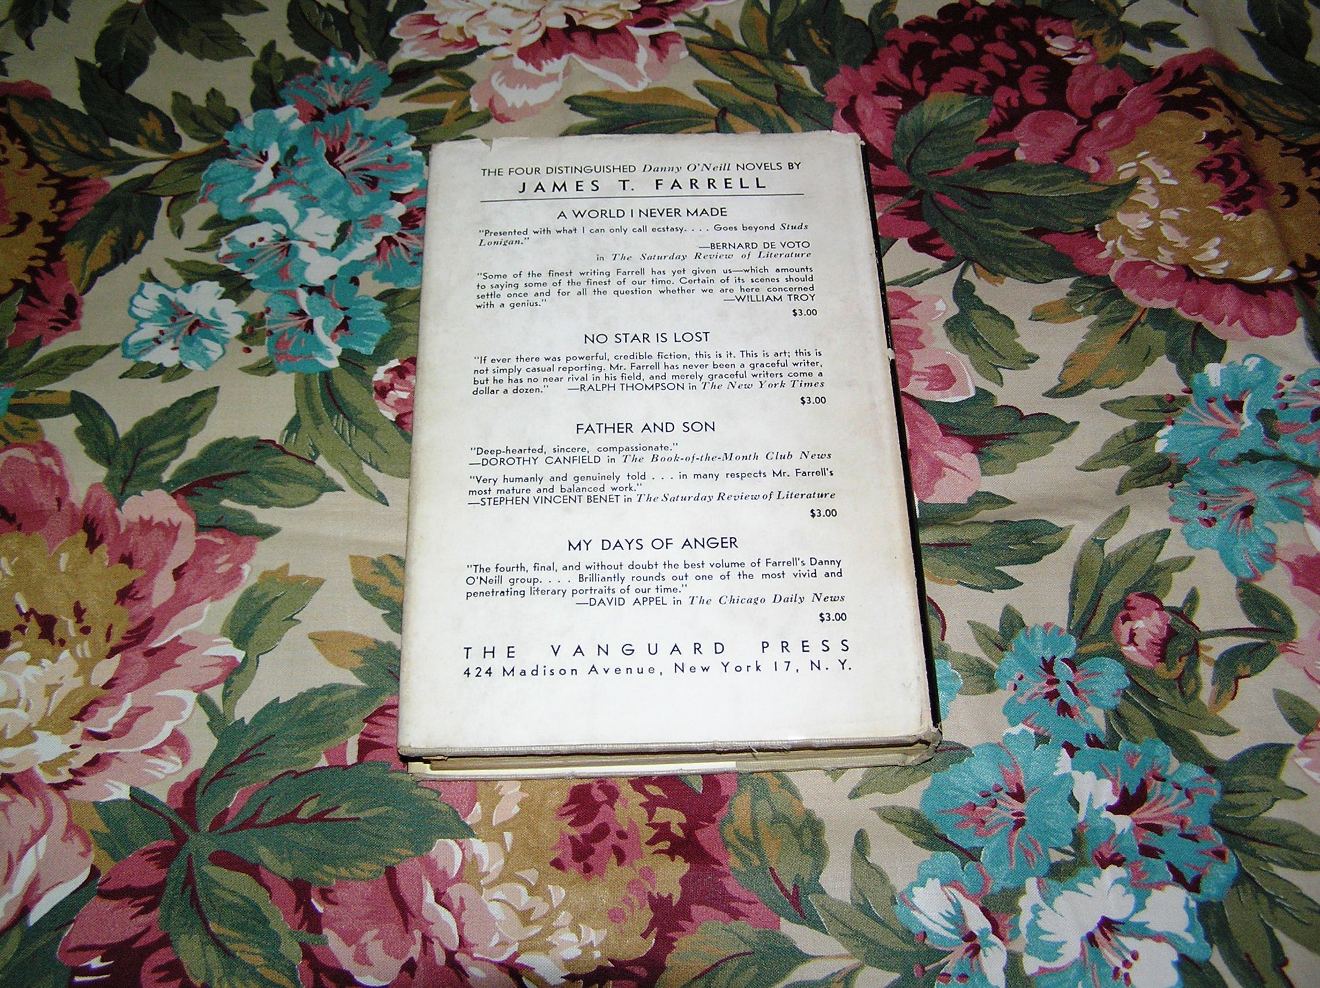 THE FOUR DISTINGUISHED Danny O'Neill NOVELS BY
JAMES T. FARRELL
A WORLD I NEVER MADE
"Presented with what I can only call ecstasy. . . . Goes beyond Studs
Lonigan."
—BERNARD DE VOTO
in The Saturday Review of Literature
"Some of the finest writing Farrell has yet given us—which amounts
to saying some of the finest of our time. Certain of its scenes should
settle once and for all the question whether we are here concerned
with a genius."
—WILLIAM TROY
$3.00
NO STAR IS LOST
"If ever there was powerful, credible fiction, this is it. This is art; this is
not simply casual reporting. Mr. Farrell has never been a graceful writer,
but he has no near rival in his field, and merely graceful writers come a
dollar a dozen." —RALPH THOMPSON in The New York Times
$3.00
FATHER AND SON
"Deep-hearted, sincere, compassionate."
—DOROTHY CANFIELD in The Book-of-the-Month Club News
"Very humanly and genuinely told . . . in many respects Mr. Farrell's
most mature and balanced work."
—STEPHEN VINCENT BENET in The Saturday Review of Literature
$3.00
MY DAYS OF ANGER
"The fourth, final, and without doubt the best volume of Farrell's Danny
O'Neill group. . . . Brilliantly rounds out one of the most vivid and
penetrating literary portraits of our time."
—DAVID APPEL in The Chicago Daily News
$3.00
THE VANGUARD PRESS
424 Madison Avenue, New York 17, N. Y.